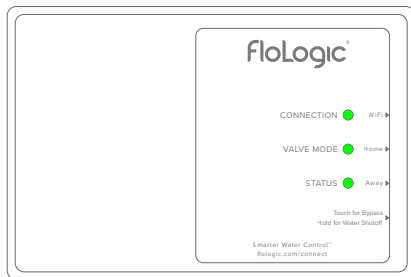 FloLogic®
CONNECTION WiFi
VALVE MODE Home
STATUS Away
Touch for Bypass
Hold for Water Shutoff
Smarter Water Control™
flologic.com/connect